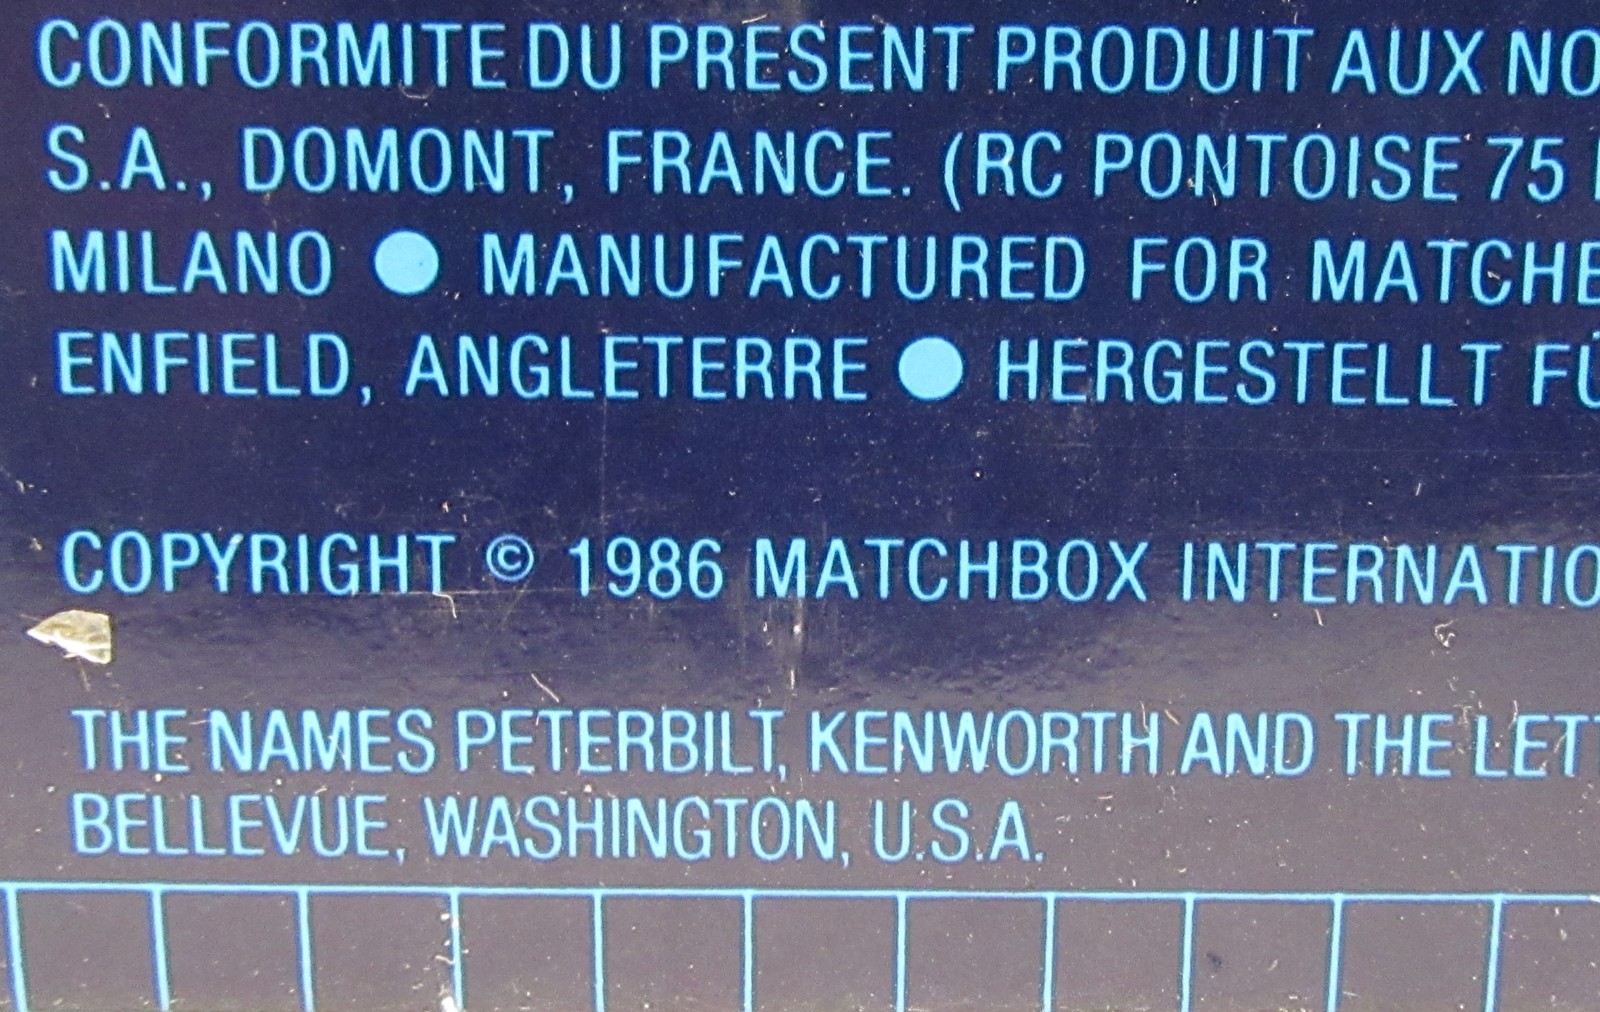 CONFORMITE DU PRESENT PRODUIT AUX NO
S.A., DOMONT, FRANCE. (RC PONTOISE 75
MILANO ● MANUFACTURED FOR MATCHB
ENFIELD, ANGLETERRE ● HERGESTELLT FÜ
COPYRIGHT © 1986 MATCHBOX INTERNATIO
THE NAMES PETERBILT, KENWORTH AND THE LETT
BELLEVUE, WASHINGTON, U.S.A.